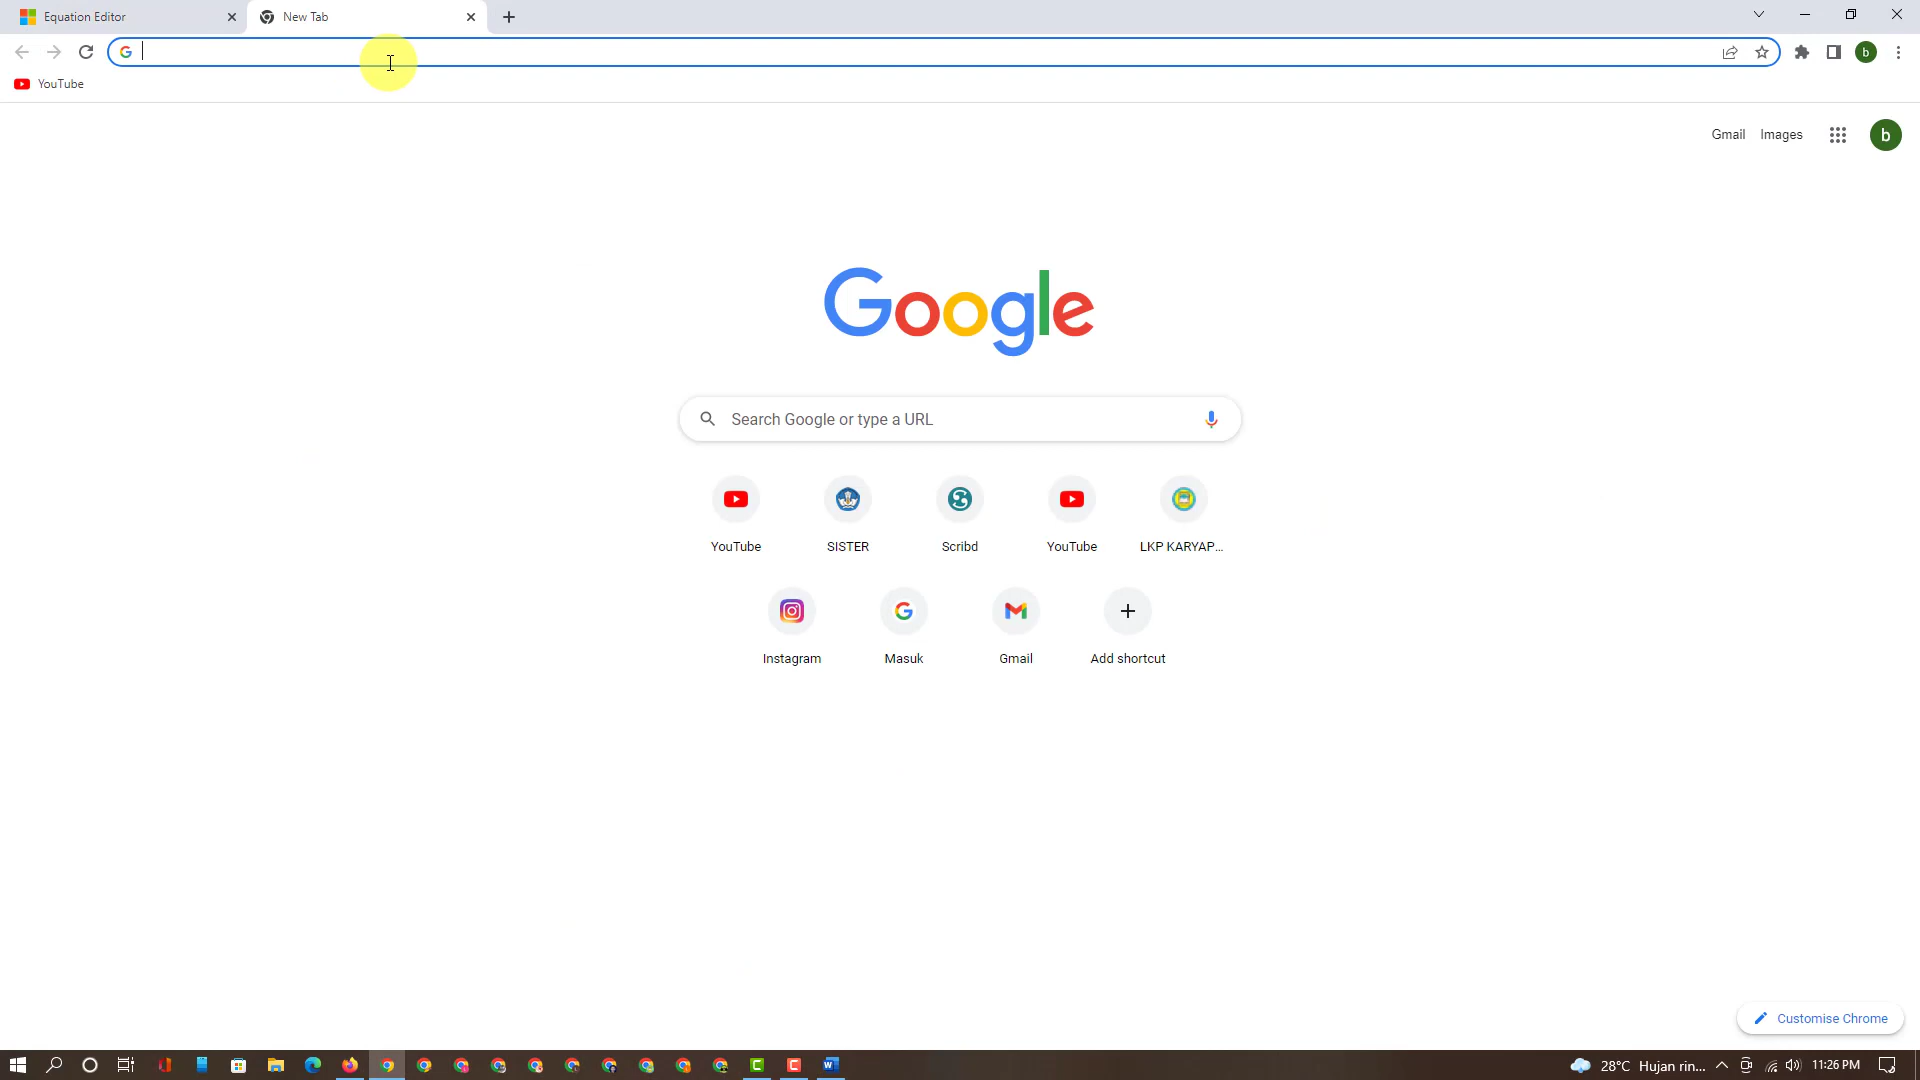 Equation Editor
New Tab
YouTube
Gmail
Images
b
Google
Search Google or type a URL
YouTube
SISTER
Scribd
YouTube
LKP KARYAP...
Instagram
Masuk
Gmail
Add shortcut
Customise Chrome
28°C Hujan rin...
11:26 PM